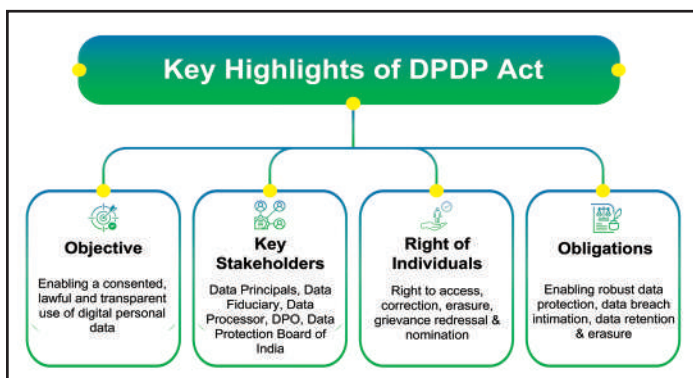 Key Highlights of DPDP Act
Objective
Enabling a consented,
lawful and transparent
use of digital personal
data
Key
Stakeholders
Data Principals, Data
Fiduciary, Data
Processor, DPO, Data
Protection Board of
India
Right of
Individuals
Right to access,
correction, erasure,
grievance redressal &
nomination
Obligations
Enabling robust data
protection, data breach
intimation, data retention
& erasure